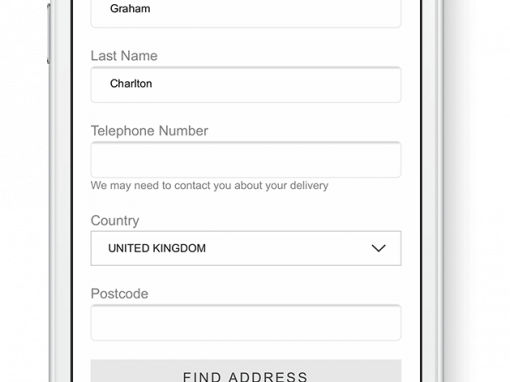 Graham
Last Name
Charlton
Telephone Number
We may need to contact you about your delivery
Country
UNITED KINGDOM
Postcode
FIND ADDRESS